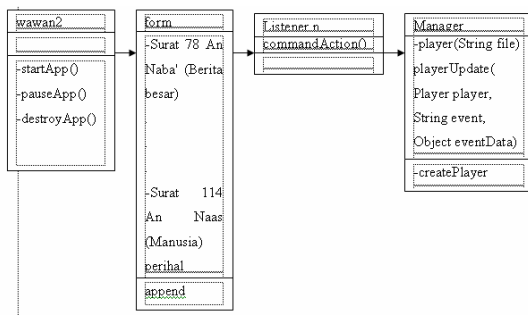 wawan2
-startApp()
-pauseApp()
-destroyApp()
form
-Surat 78 An
Naba' (Berita
besar)
.
.
-Surat 114
An Naas
(Manusia)
perihal
append
Listener n
commandAction()
Manager
-player(String file)
playerUpdate(
Player player,
String event,
Object eventData)
-createPlayer